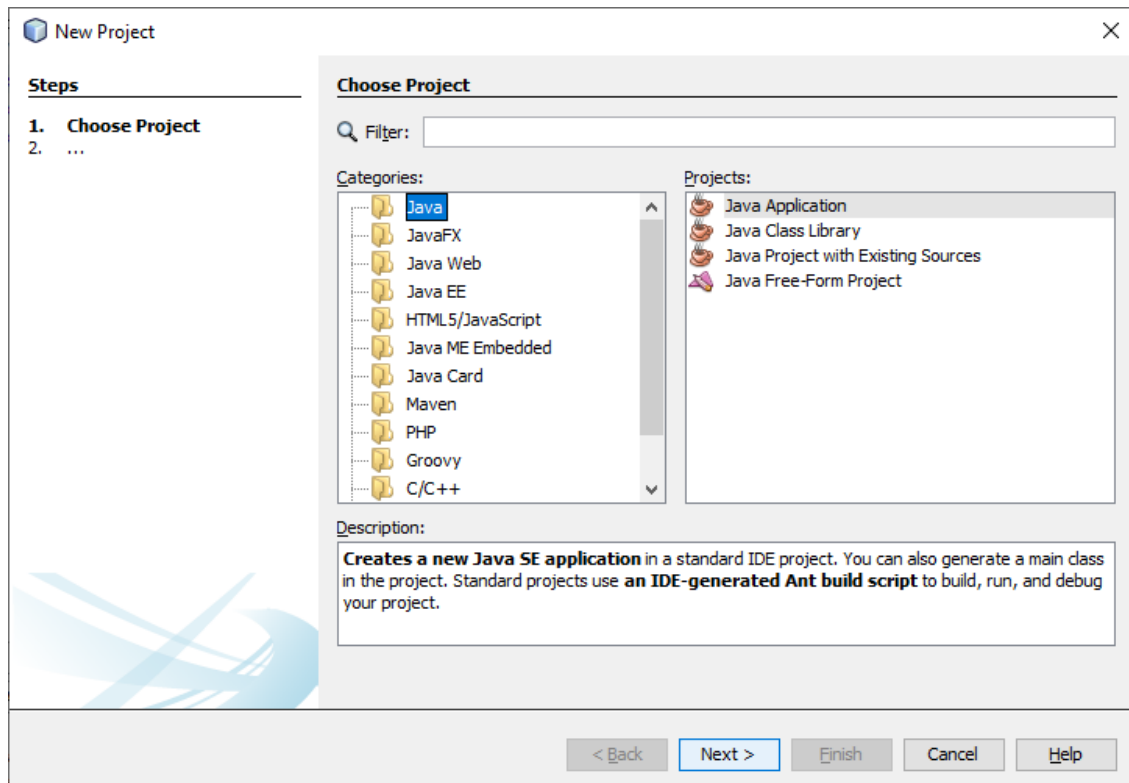 New Project
Steps
1. Choose Project
2. ...
Choose Project
Filter:
Categories:
Java
JavaFX
Java Web
Java EE
HTML5/JavaScript
Java ME Embedded
Java Card
Maven
PHP
Groovy
C/C++
Projects:
Java Application
Java Class Library
Java Project with Existing Sources
Java Free-Form Project
Description:
Creates a new Java SE application in a standard IDE project. You can also generate a main class
in the project. Standard projects use an IDE-generated Ant build script to build, run, and debug
your project.
< Back
Next >
Finish
Cancel
Help